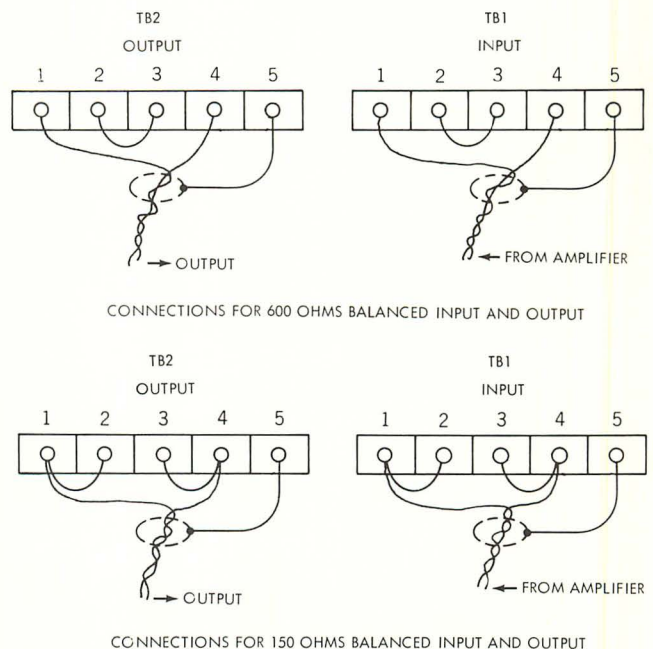 TB2 TB1
OUTPUT INPUT
1 2 3 4 5 1 2 3 4 5
OUTPUT FROM AMPLIFIER
CONNECTIONS FOR 600 OHMS BALANCED INPUT AND OUTPUT
TB2 TB1
OUTPUT INPUT
1 2 3 4 5 1 2 3 4 5
OUTPUT FROM AMPLIFIER
CONNECTIONS FOR 150 OHMS BALANCED INPUT AND OUTPUT